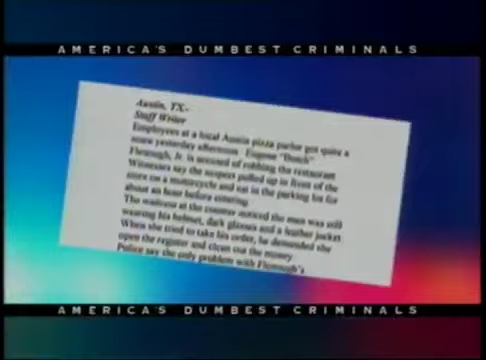 AMERICA'S DUMBEST CRIMINALS
Austin, TX-
Staff Writer
Employees at a local Austin pizza parlor got quite a
scare yesterday afternoon. Eugene "Butch"
Jr. is accused of robbing the restaurant
Witnesses say the suspect pulled up in front of the
store on a motorcycle and sat in the parking lot for
about an hour before entering.
The waitress at the counter noticed the man was still
wearing his helmet, dark glasses and a leather jacket
When she tried to take his order, he demanded she
open the register and clean out the money
Police say the only problem with
AMERICA'S DUMBEST CRIMINALS